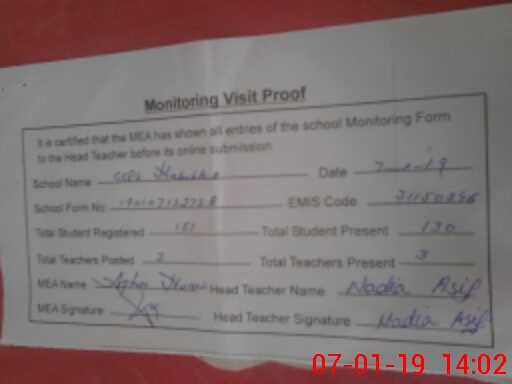 Monitoring Visit Proof
It is certified that the MEA has shown all entries of the school Monitoring Form
to the Head Teacher before its online submission
School Name Date
School Form No: EMIS Code
Total Student Registered 151 Total Student Present 130
Total Teachers Posted 3 Total Teachers Present 3
MEA Name Head Teacher Name Nadia Asif
MEA Signature Head Teacher Signature Nadia Asif
07-01-19 14:02